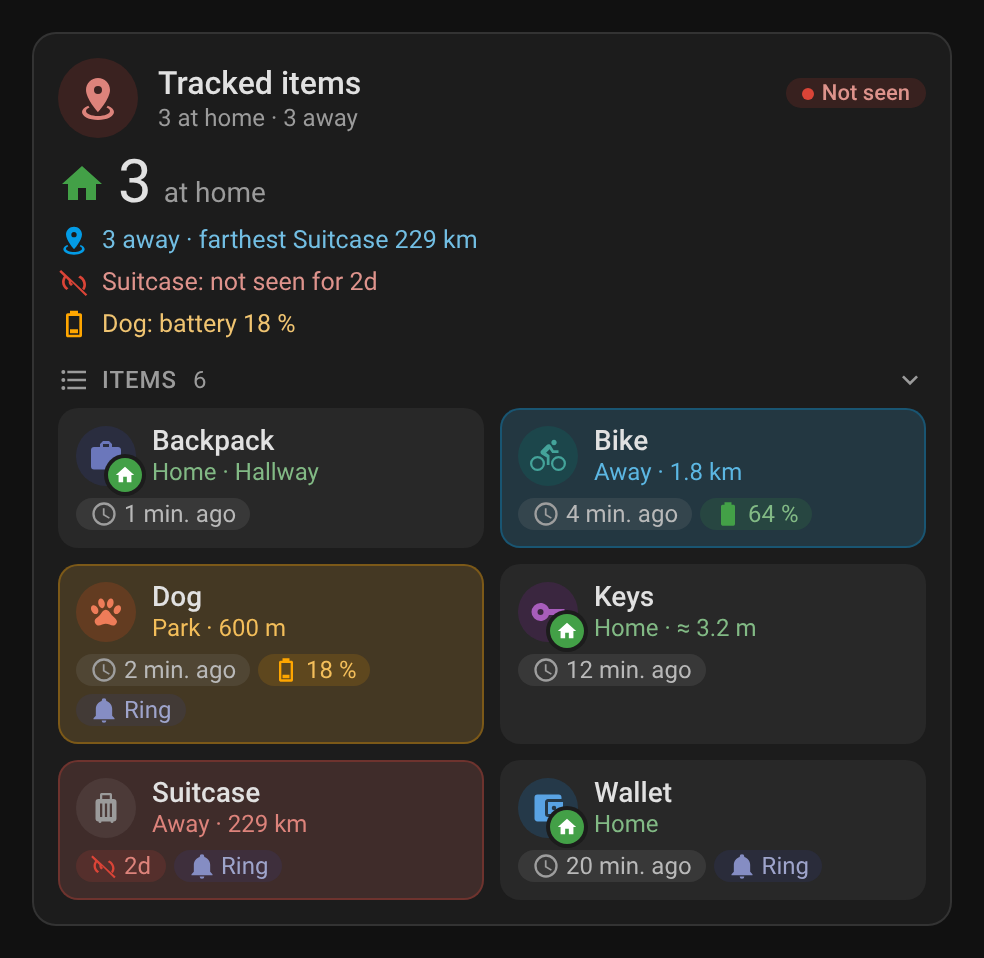 Tracked items
3 at home · 3 away
Not seen
3 at home
3 away · farthest Suitcase 229 km
Suitcase: not seen for 2d
Dog: battery 18 %
ITEMS 6
Backpack
Home · Hallway
1 min. ago
Bike
Away · 1.8 km
4 min. ago
64 %
Dog
Park · 600 m
2 min. ago
18 %
Ring
Keys
Home · ≈ 3.2 m
12 min. ago
Suitcase
Away · 229 km
2d
Ring
Wallet
Home
20 min. ago
Ring